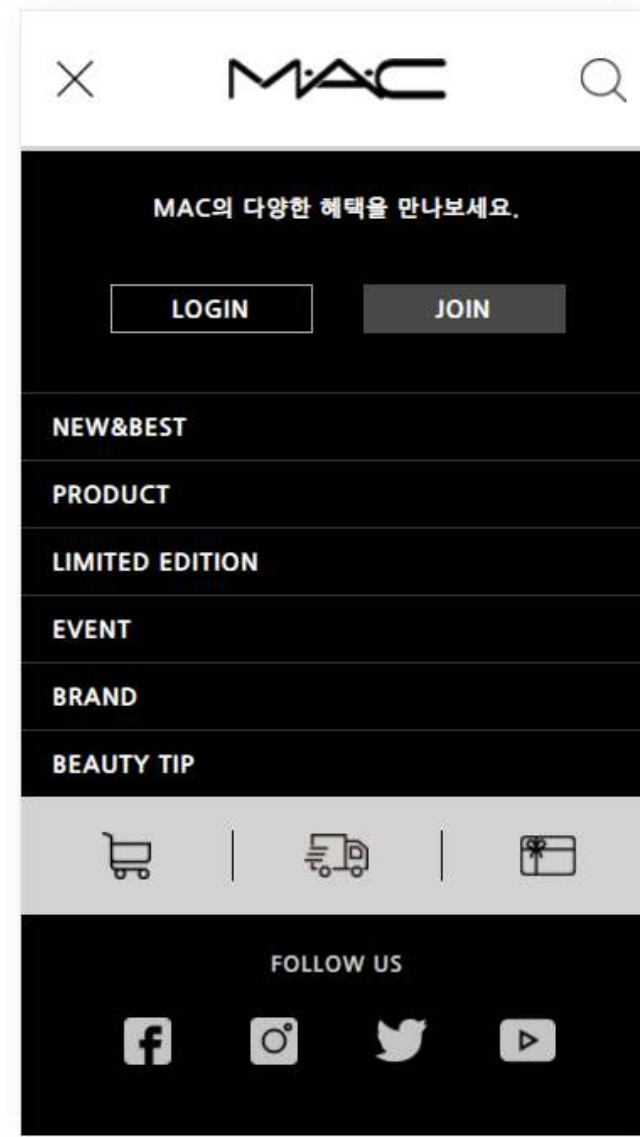 MAC
MAC의 다양한 혜택을 만나보세요.
LOGIN
JOIN
NEW&BEST
PRODUCT
LIMITED EDITION
EVENT
BRAND
BEAUTY TIP
FOLLOW US